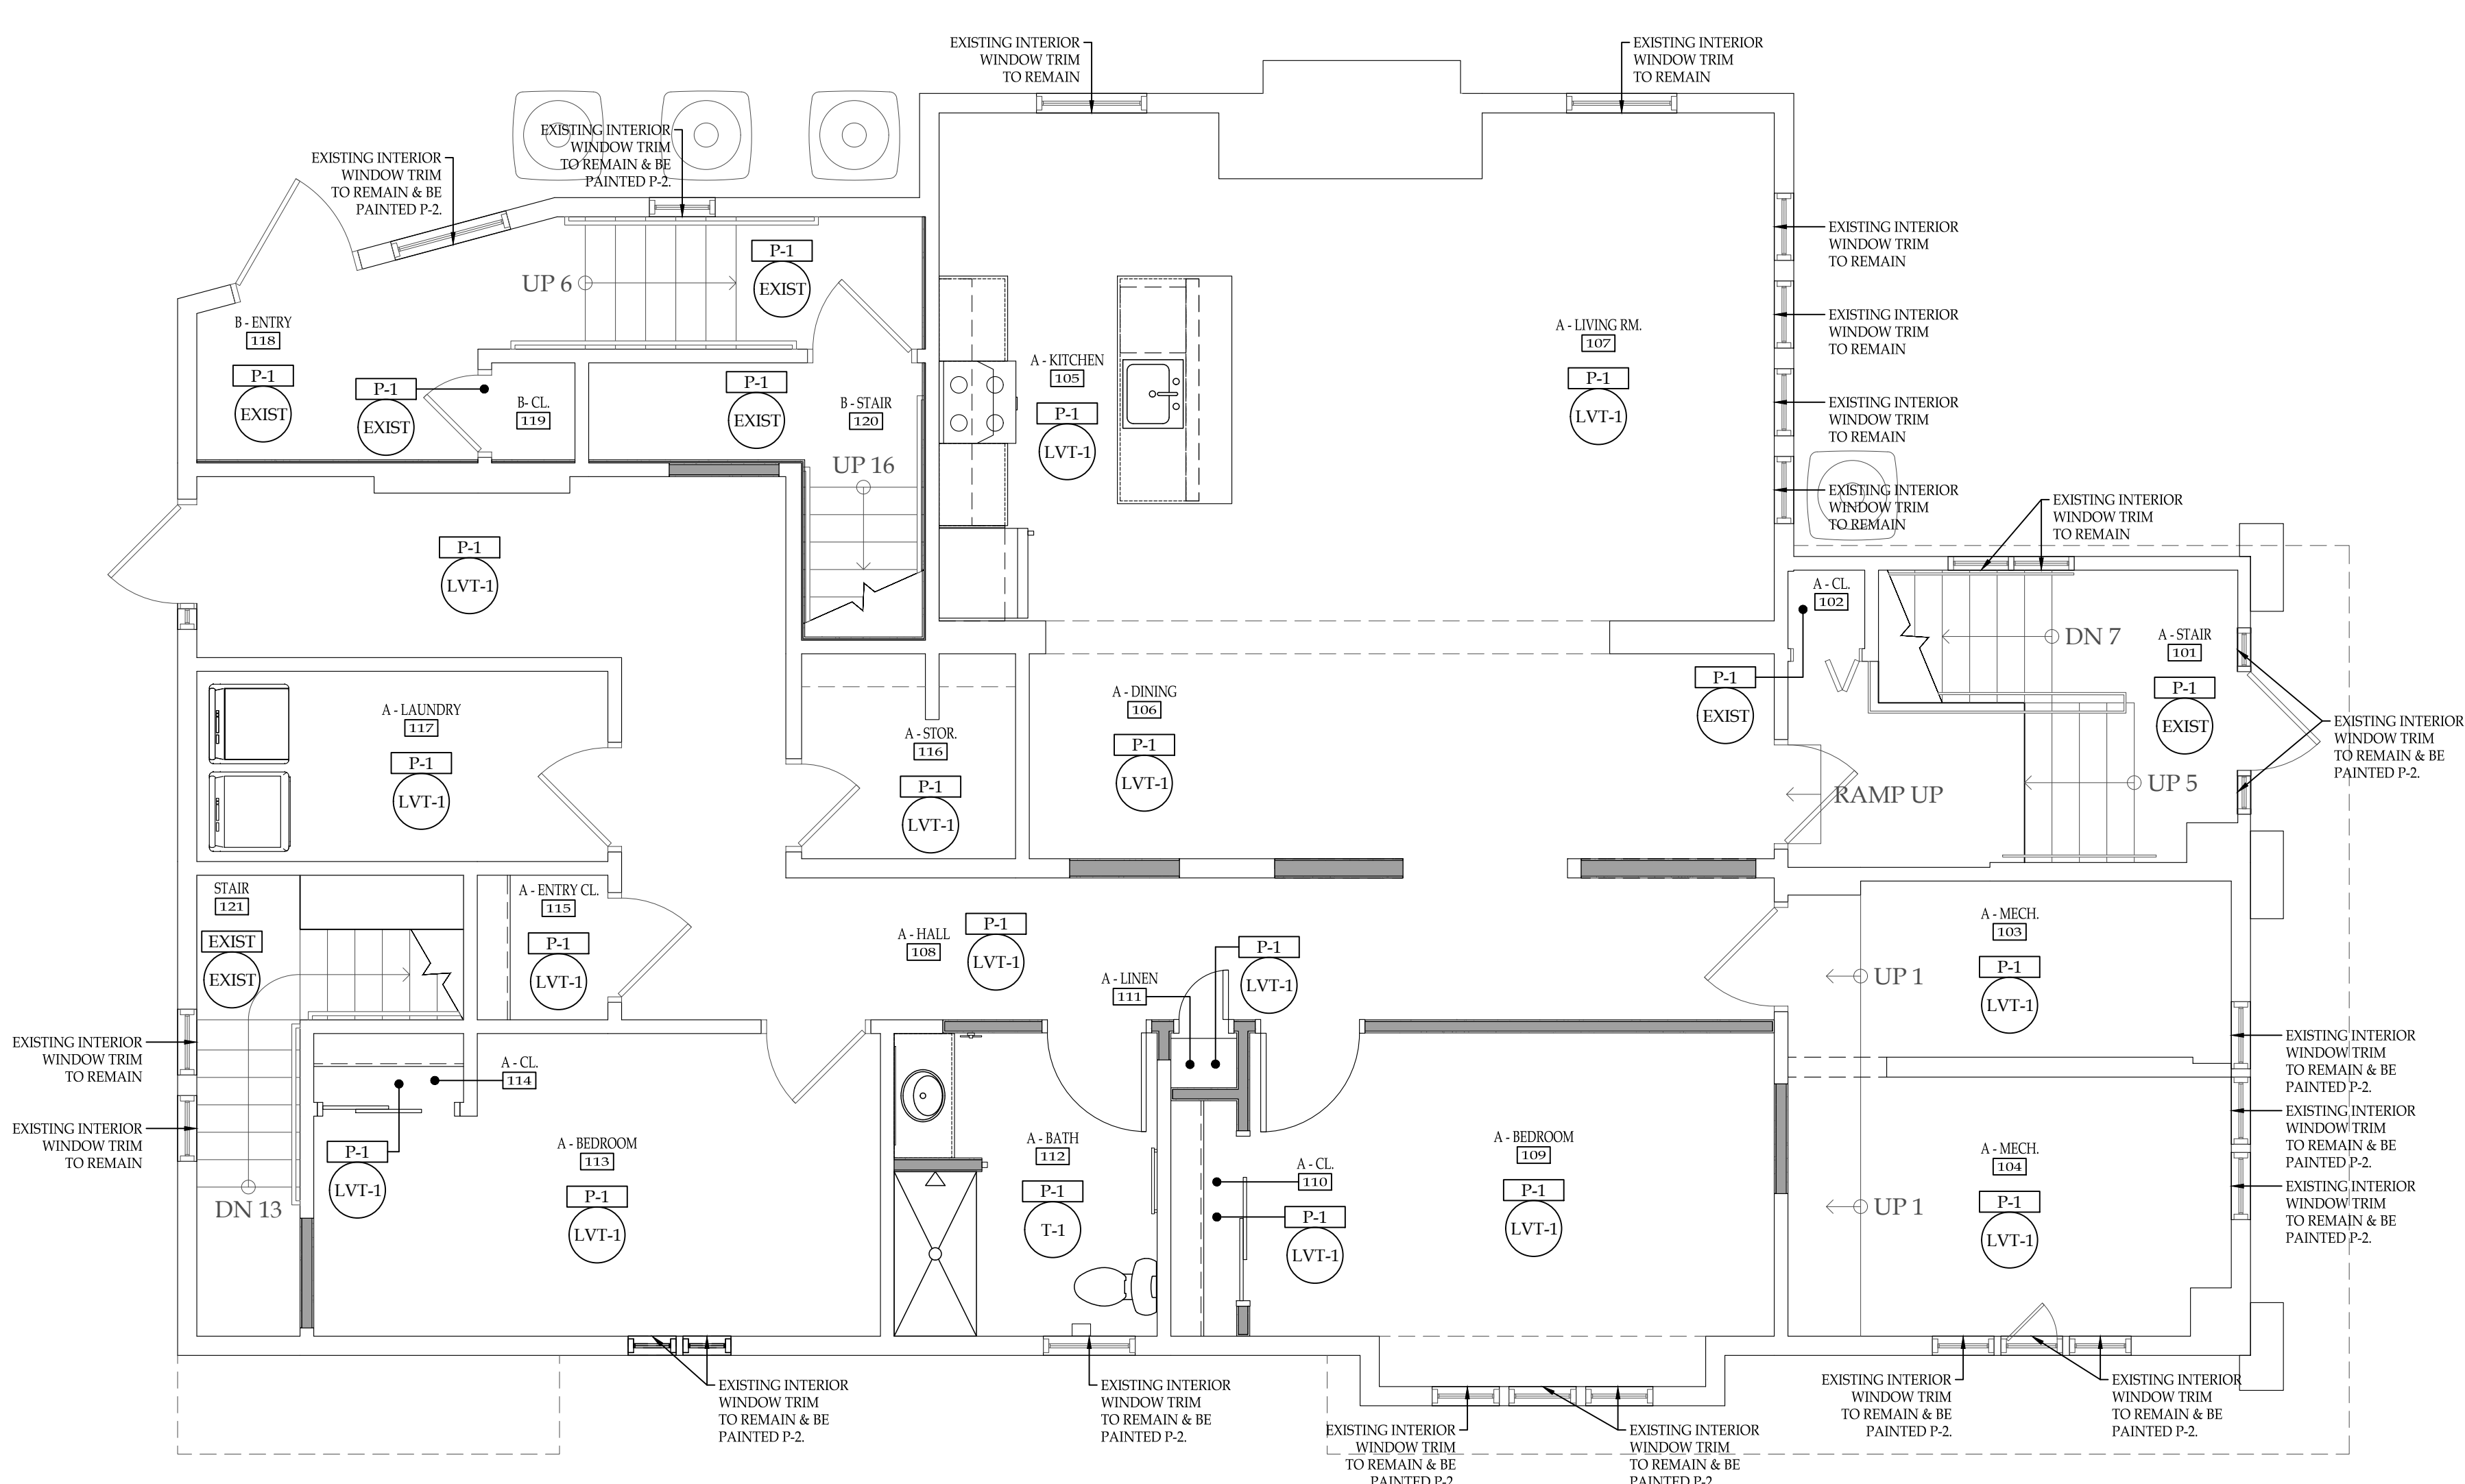 EXISTING INTERIOR
WINDOW TRIM
TO REMAIN
EXISTING INTERIOR
WINDOW TRIM
TO REMAIN
EXISTING INTERIOR
WINDOW TRIM
TO REMAIN & BE
PAINTED P-2.
EXISTING INTERIOR
WINDOW TRIM
TO REMAIN & BE
PAINTED P-2.
EXISTING INTERIOR
WINDOW TRIM
TO REMAIN
EXISTING INTERIOR
WINDOW TRIM
TO REMAIN
EXISTING INTERIOR
WINDOW TRIM
TO REMAIN
EXISTING INTERIOR
WINDOW TRIM
TO REMAIN
EXISTING INTERIOR
WINDOW TRIM
TO REMAIN
UP 6
P-1
EXIST
B - ENTRY
118
P-1
EXIST
P-1
EXIST
B- CL.
119
P-1
EXIST
B - STAIR
120
UP 16
A - KITCHEN
105
P-1
LVT-1
A - LIVING RM.
107
P-1
LVT-1
P-1
LVT-1
A - CL.
102
DN 7
A - STAIR
101
P-1
EXIST
P-1
EXIST
EXISTING INTERIOR
WINDOW TRIM
TO REMAIN & BE
PAINTED P-2.
RAMP UP
UP 5
A - LAUNDRY
117
P-1
LVT-1
A - STOR.
116
P-1
LVT-1
A - DINING
106
P-1
LVT-1
STAIR
121
EXIST
EXIST
A - ENTRY CL.
115
P-1
LVT-1
A - HALL
108
P-1
LVT-1
A - LINEN
111
P-1
LVT-1
A - MECH.
103
P-1
LVT-1
UP 1
EXISTING INTERIOR
WINDOW TRIM
TO REMAIN
EXISTING INTERIOR
WINDOW TRIM
TO REMAIN
DN 13
A - CL.
114
P-1
LVT-1
A - BEDROOM
113
P-1
LVT-1
A - BATH
112
P-1
T-1
A - CL.
110
P-1
LVT-1
A - BEDROOM
109
P-1
LVT-1
A - MECH.
104
P-1
LVT-1
UP 1
EXISTING INTERIOR
WINDOW TRIM
TO REMAIN & BE
PAINTED P-2.
EXISTING INTERIOR
WINDOW TRIM
TO REMAIN & BE
PAINTED P-2.
EXISTING INTERIOR
WINDOW TRIM
TO REMAIN & BE
PAINTED P-2.
EXISTING INTERIOR
WINDOW TRIM
TO REMAIN & BE
PAINTED P-2.
EXISTING INTERIOR
WINDOW TRIM
TO REMAIN & BE
PAINTED P-2.
EXISTING INTERIOR
WINDOW TRIM
TO REMAIN & BE
PAINTED P-2.
EXISTING INTERIOR
WINDOW TRIM
TO REMAIN & BE
PAINTED P-2.
EXISTING INTERIOR
WINDOW TRIM
TO REMAIN & BE
PAINTED P-2.
EXISTING INTERIOR
WINDOW TRIM
TO REMAIN & BE
PAINTED P-2.